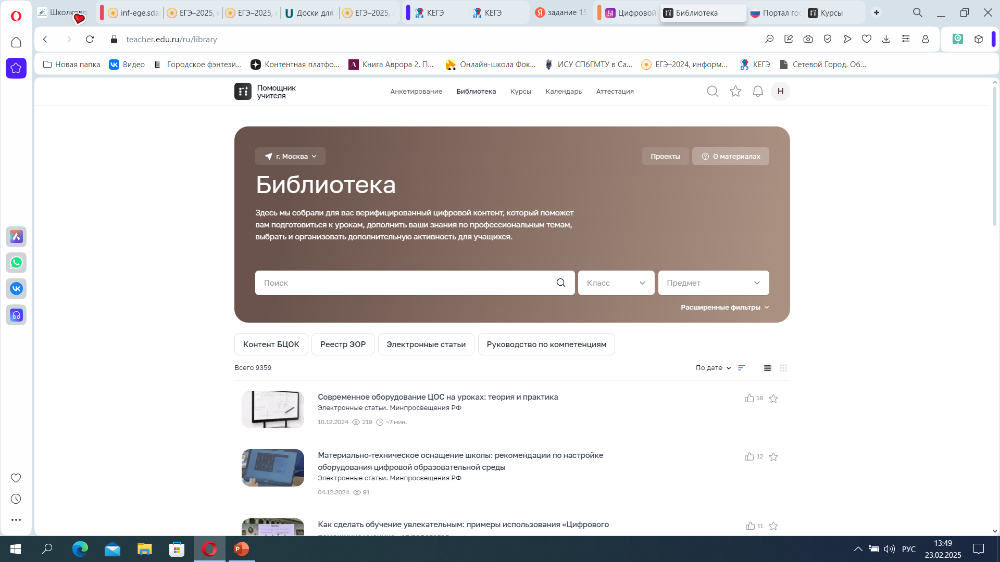 Школково
inf-ege.sda
ЕГЭ–2025,
ЕГЭ–2025,
Доски для
ЕГЭ–2025,
КЕГЭ
КЕГЭ
задание 15
Цифровой
Библиотека
Портал гос
Курсы
teacher.edu.ru/ru/library
Новая папка
Видео
Городское фэнтези...
Контентная платфо...
Книга Аврора 2. П...
Онлайн-школа Фок...
ИСУ СПбГМТУ в Са...
ЕГЭ–2024, информ...
КЕГЭ
Сетевой Город. Об...
Помощник
учителя
Анкетирование
Библиотека
Курсы
Календарь
Аттестация
Н
г. Москва
Проекты
О материалах
Библиотека
Здесь мы собрали для вас верифицированный цифровой контент, который поможет
вам подготовиться к урокам, дополнить ваши знания по профессиональным темам,
выбрать и организовать дополнительную активность для учащихся.
Поиск
Класс
Предмет
Расширенные фильтры
Контент БЦОК
Реестр ЭОР
Электронные статьи
Руководство по компетенциям
Всего 9359
По дате
Современное оборудование ЦОС на уроках: теория и практика
18
Электронные статьи. Минпросвещения РФ
10.12.2024 219 ~7 мин.
Материально-техническое оснащение школы: рекомендации по настройке
12
оборудования цифровой образовательной среды
Электронные статьи. Минпросвещения РФ
04.12.2024 91
Как сделать обучение увлекательным: примеры использования «Цифрового
11
РУС
13:49
23.02.2025